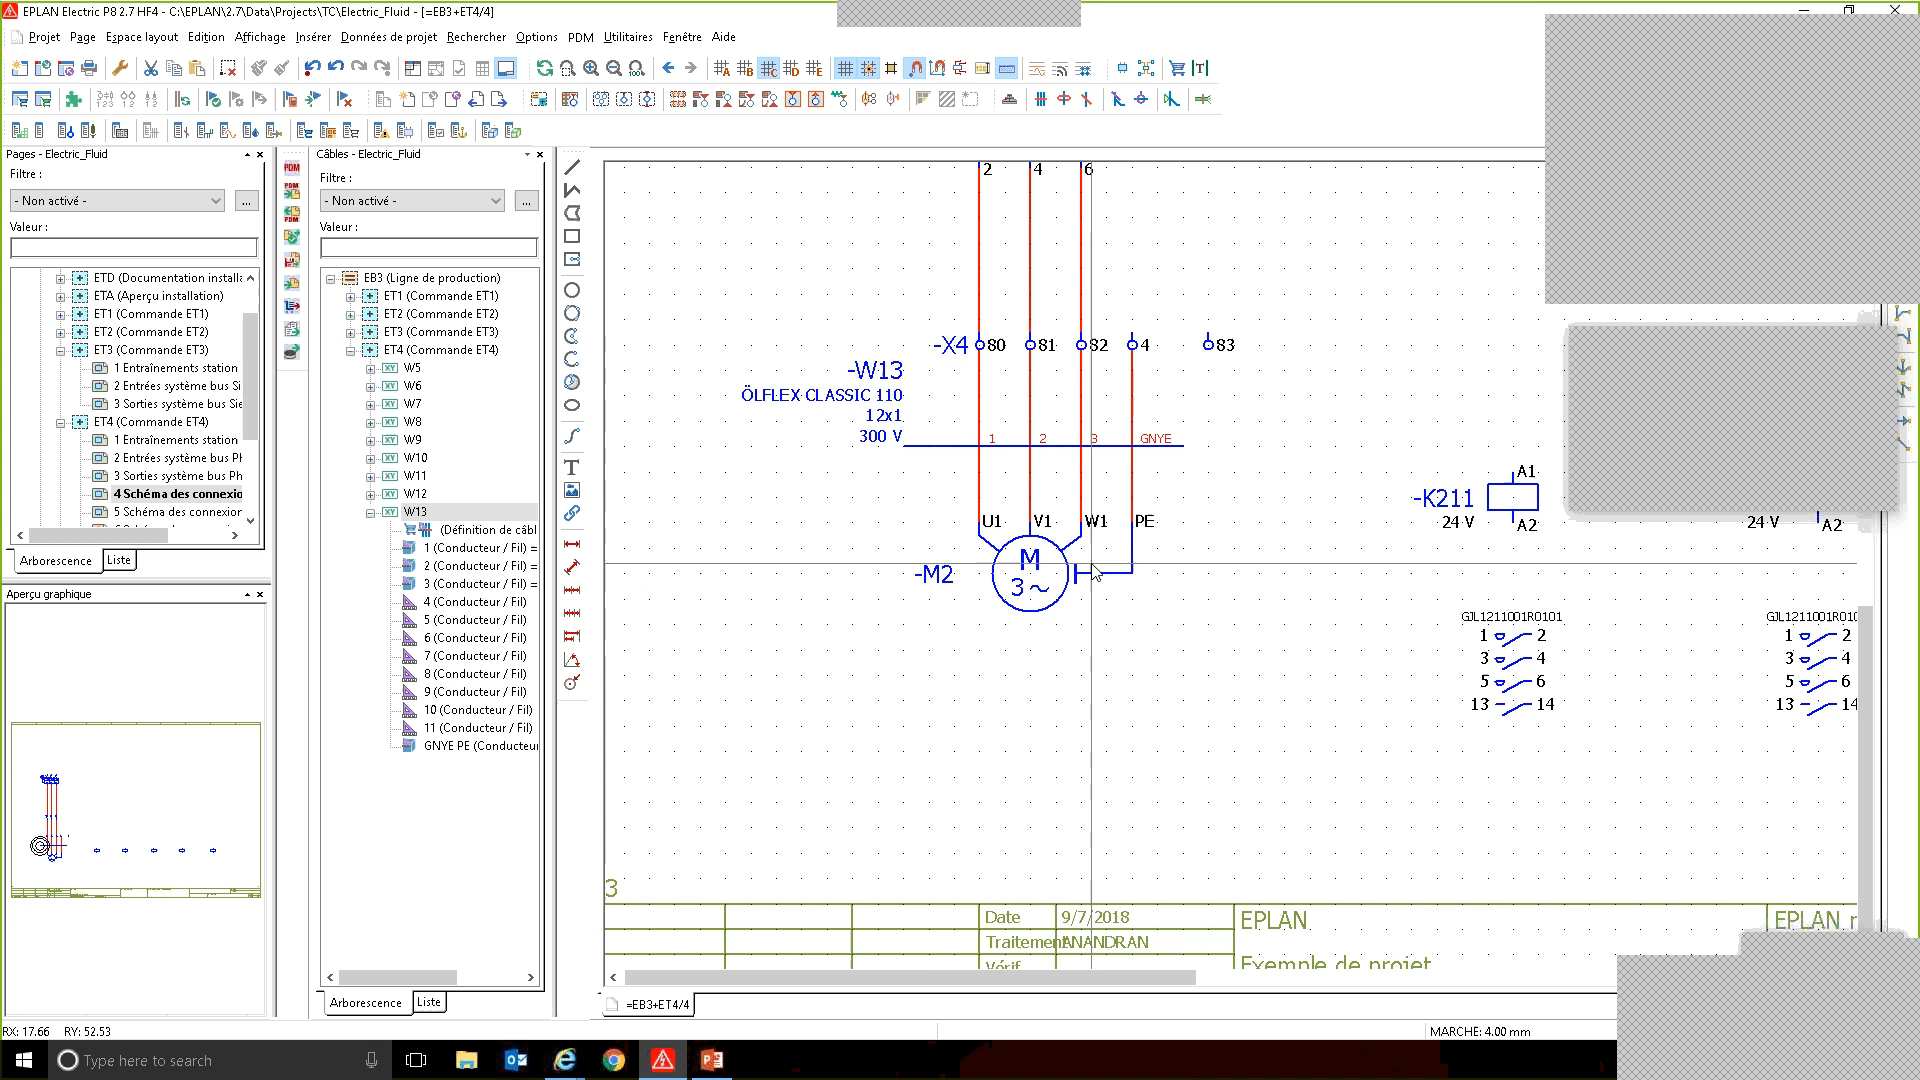 EPLAN Electric P8 2.7 HF4 - C:\EPLAN\2.7\Data\Projects\TC\Electric_Fluid - [=EB3+ET4/4]
Projet Page Espace layout Edition Affichage Insérer Données de projet Rechercher Options PDM Utilitaires Fenêtre Aide
Pages - Electric_Fluid
Filtre :
- Non activé -
...
Valeur :
ETD (Documentation installa
ETA (Aperçu installation)
ET1 (Commande ET1)
ET2 (Commande ET2)
ET3 (Commande ET3)
1 Entraînements station
2 Entrées système bus Si
3 Sorties système bus Sie
ET4 (Commande ET4)
1 Entraînements station
2 Entrées système bus Ph
3 Sorties système bus Ph
4 Schéma des connexio
5 Schéma des connexior
Arborescence
Liste
Aperçu graphique
PDM
PDM
PDM
Câbles - Electric_Fluid
Filtre :
- Non activé -
...
Valeur :
EB3 (Ligne de production)
ET1 (Commande ET1)
ET2 (Commande ET2)
ET3 (Commande ET3)
ET4 (Commande ET4)
W5
W6
W7
W8
W9
W10
W11
W12
W13
(Définition de câbl
1 (Conducteur / Fil) =
2 (Conducteur / Fil) =
3 (Conducteur / Fil) =
4 (Conducteur / Fil)
5 (Conducteur / Fil)
6 (Conducteur / Fil)
7 (Conducteur / Fil)
8 (Conducteur / Fil)
9 (Conducteur / Fil)
10 (Conducteur / Fil)
11 (Conducteur / Fil)
GNYE PE (Conducteur
Arborescence
Liste
2 4 6
-X4 80 81 82 4 83
-W13
ÖLFLEX CLASSIC 110
12x1
300 V
1 2 3 GNYE
U1 V1 W1 PE
-M2
M
3 ~
-K211
24 V
A1
A2
24 V
A2
GJL1211001R0101
1 2
3 4
5 6
13 14
GJL1211001R010
1 2
3 4
5 6
13 14
3
Date 9/7/2018
Traitement ANANDRAN
Vérif
EPLAN
Exemple de projet
EPLAN
=EB3+ET4/4
RX: 17.66 RY: 52.53
MARCHE: 4.00 mm
Type here to search